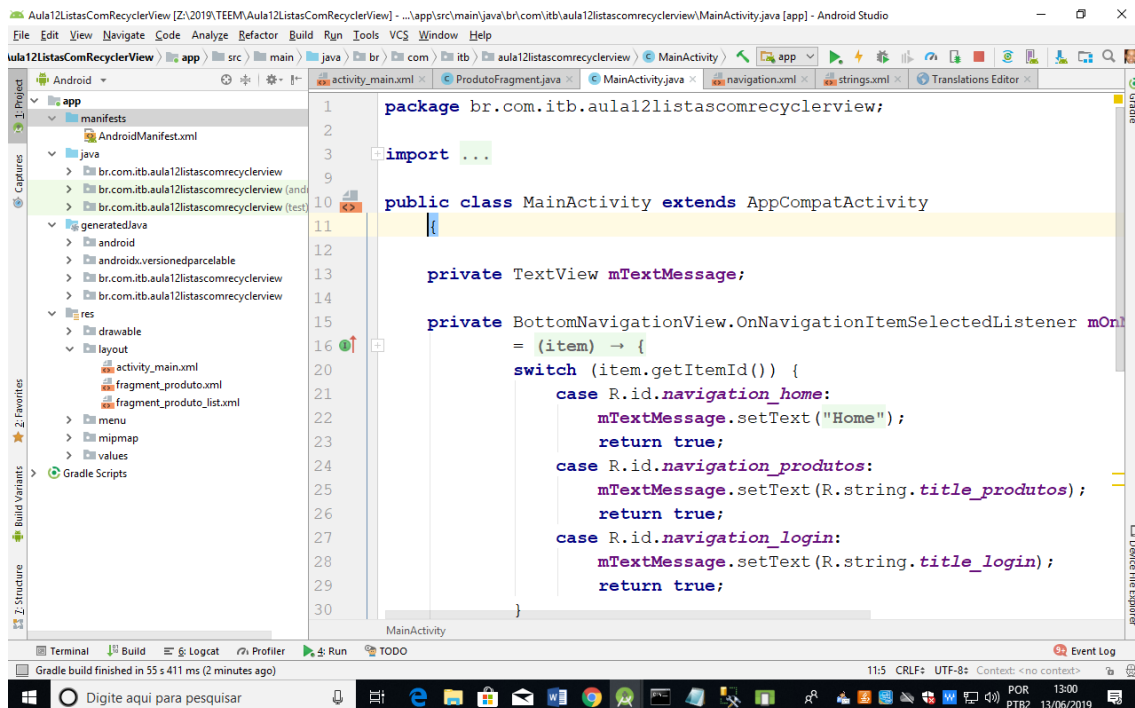 Aula12ListasComRecyclerView [Z:\2019\TEEM\Aula12ListasComRecyclerView] - ...\app\src\main\java\br\com\itb\aula12listascomrecyclerview\MainActivity.java [app] - Android Studio
File Edit View Navigate Code Analyze Refactor Build Run Tools VCS Window Help
Aula12ListasComRecyclerView app src main java br com itb aula12listascomrecyclerview MainActivity app
Android activity_main.xml ProdutoFragment.java MainActivity.java navigation.xml strings.xml Translations Editor
1: Project
Captures
2: Favorites
Build Variants
7: Structure
app
manifests
AndroidManifest.xml
java
br.com.itb.aula12listascomrecyclerview
br.com.itb.aula12listascomrecyclerview (andr
br.com.itb.aula12listascomrecyclerview (test)
generatedJava
android
androidx.versionedparcelable
br.com.itb.aula12listascomrecyclerview
br.com.itb.aula12listascomrecyclerview
res
drawable
layout
activity_main.xml
fragment_produto.xml
fragment_produto_list.xml
menu
mipmap
values
Gradle Scripts
1 package br.com.itb.aula12listascomrecyclerview;
2
3 import ...
9
10 public class MainActivity extends AppCompatActivity
11 {
12
13 private TextView mTextMessage;
14
15 private BottomNavigationView.OnNavigationItemSelectedListener mOnN
16 = (item) → {
20 switch (item.getItemId()) {
21 case R.id.navigation_home:
22 mTextMessage.setText("Home");
23 return true;
24 case R.id.navigation_produtos:
25 mTextMessage.setText(R.string.title_produtos);
26 return true;
27 case R.id.navigation_login:
28 mTextMessage.setText(R.string.title_login);
29 return true;
30 }
MainActivity
Gradle
Device File Explorer
Terminal Build 6: Logcat Profiler 4: Run TODO Event Log
Gradle build finished in 55 s 411 ms (2 minutes ago) 11:5 CRLF UTF-8 Context: <no context>
Digite aqui para pesquisar
POR 13:00
PTB2 13/06/2019